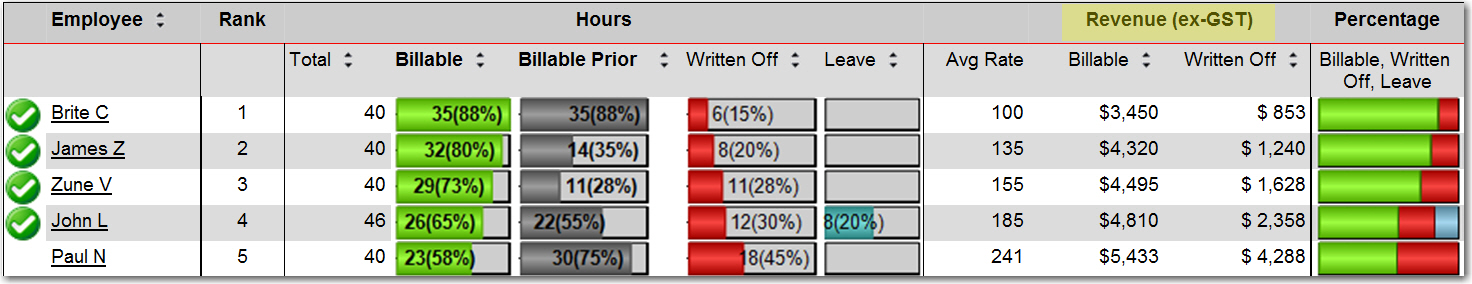 Employee Rank Hours Revenue (ex-GST) Percentage
Total Billable Billable Prior Written Off Leave Avg Rate Billable Written Off Billable, Written
Off, Leave
Brite C 1 40 35(88%) 35(88%) 6(15%) 100 $3,450 $ 853
James Z 2 40 32(80%) 14(35%) 8(20%) 135 $4,320 $ 1,240
Zune V 3 40 29(73%) 11(28%) 11(28%) 155 $4,495 $ 1,628
John L 4 46 26(65%) 22(55%) 12(30%) 8(20%) 185 $4,810 $ 2,358
Paul N 5 40 23(58%) 30(75%) 18(45%) 241 $5,433 $ 4,288